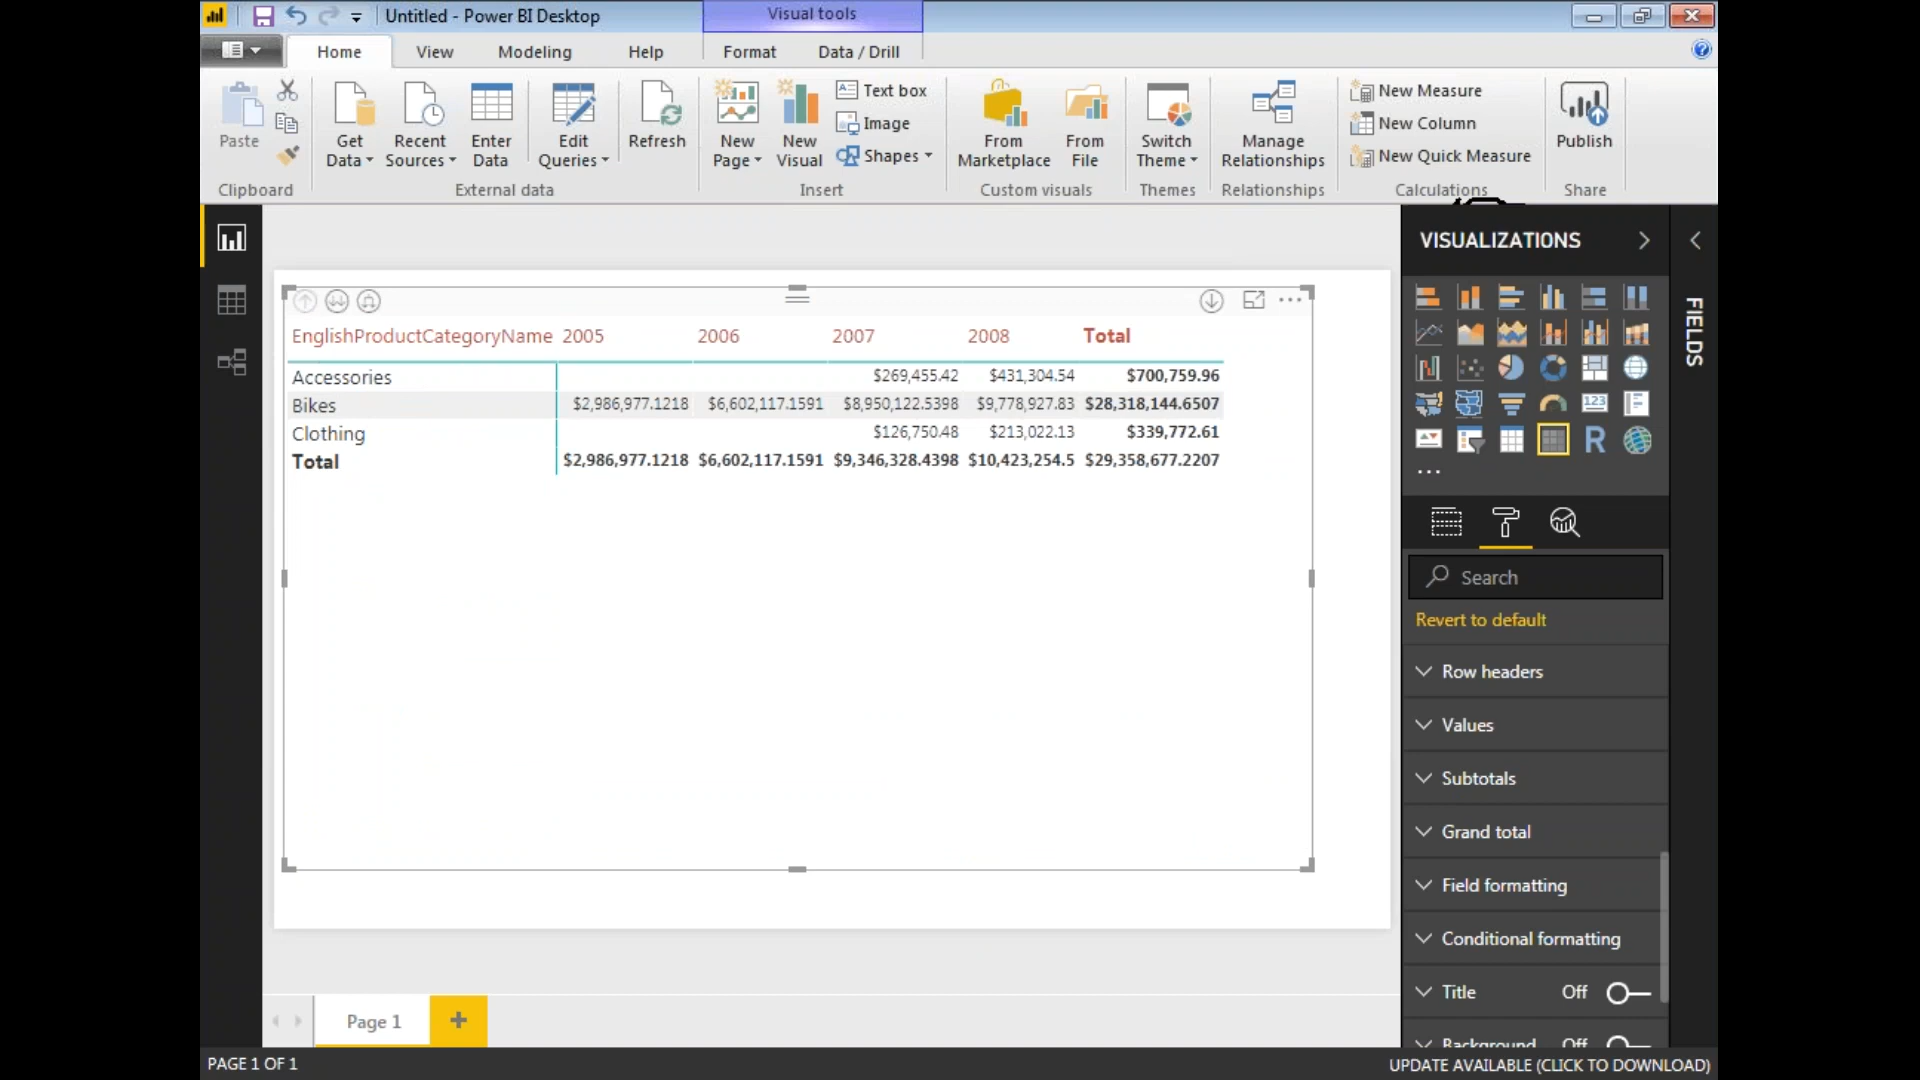 Untitled - Power BI Desktop
Visual tools
Home View Modeling Help Format Data / Drill
Paste
Clipboard
Get Data
Recent Sources
Enter Data
External data
Edit Queries
Refresh
New Page
New Visual
Text box
Image
Shapes
Insert
From Marketplace
From File
Custom visuals
Switch Theme
Themes
Manage Relationships
Relationships
New Measure
New Column
New Quick Measure
Calculations
Publish
Share
EnglishProductCategoryName 2005 2006 2007 2008 Total
Accessories $269,455.42 $431,304.54 $700,759.96
Bikes $2,986,977.1218 $6,602,117.1591 $8,950,122.5398 $9,778,927.83 $28,318,144.6507
Clothing $126,750.48 $213,022.13 $339,772.61
Total $2,986,977.1218 $6,602,117.1591 $9,346,328.4398 $10,423,254.5 $29,358,677.2207
VISUALIZATIONS
FIELDS
123
R
Search
Revert to default
Row headers
Values
Subtotals
Grand total
Field formatting
Conditional formatting
Title Off
Background Off
Page 1
PAGE 1 OF 1
UPDATE AVAILABLE (CLICK TO DOWNLOAD)